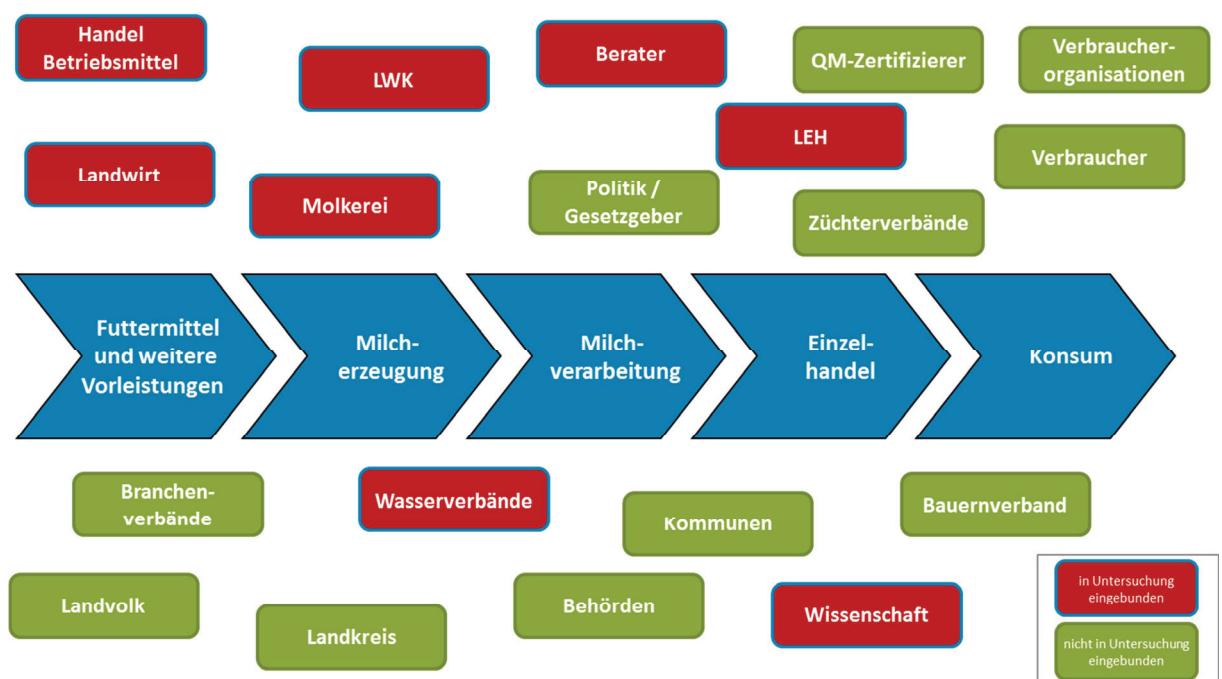 Handel
Betriebsmittel
LWK
Berater
QM-Zertifizierer
Verbraucher-
organisationen
Landwirt
Molkerei
Politik /
Gesetzgeber
LEH
Züchterverbände
Verbraucher
Futtermittel
und weitere
Vorleistungen
Milch-
erzeugung
Milch-
verarbeitung
Einzel-
handel
Konsum
Branchen-
verbände
Wasserverbände
Kommunen
Bauernverband
Landvolk
Landkreis
Behörden
Wissenschaft
in Untersuchung
eingebunden
nicht in Untersuchung
eingebunden